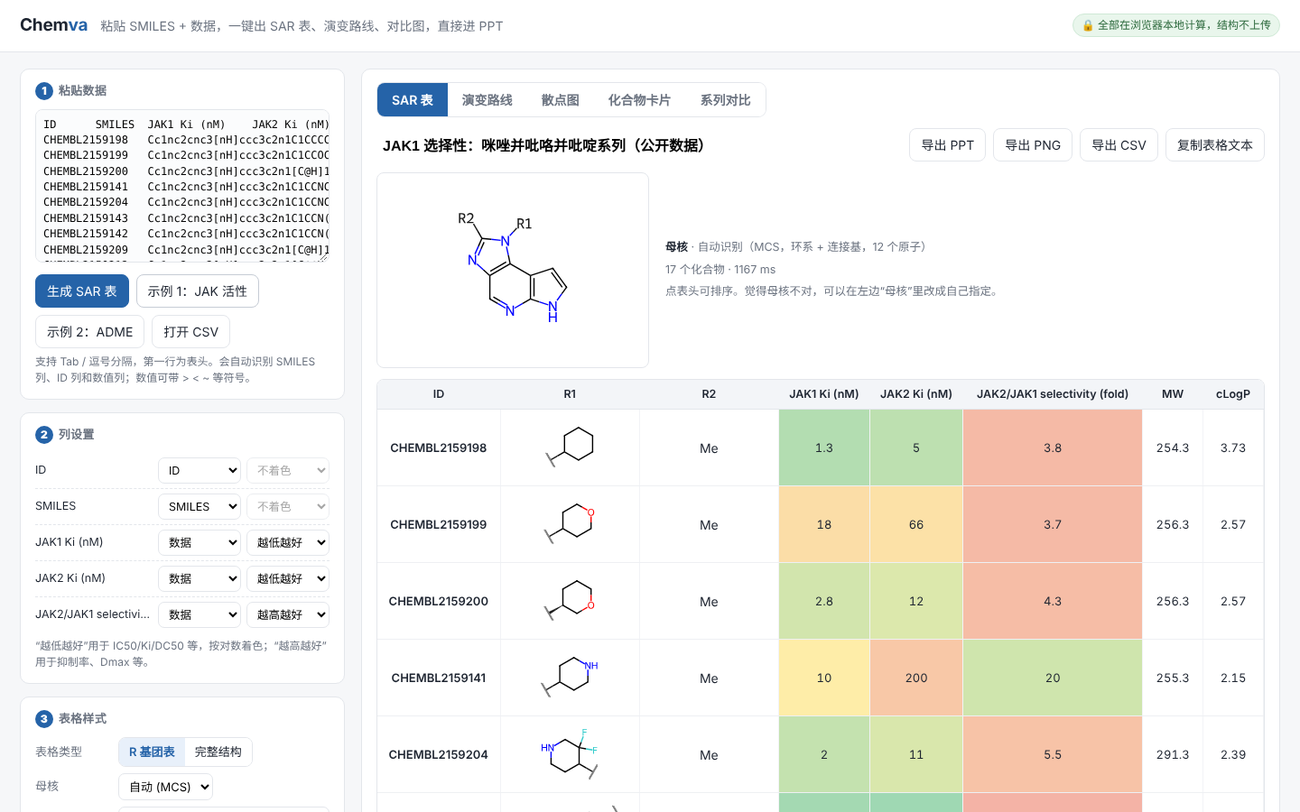 Chemva 粘贴 SMILES + 数据，一键出 SAR 表、演变路线、对比图，直接进 PPT
🔒 全部在浏览器本地计算，结构不上传
1 粘贴数据
ID SMILES JAK1 Ki (nM) JAK2 Ki (nM)
CHEMBL2159198 Cc1nc2cnc3[nH]ccc3c2n1C1CCCC
CHEMBL2159199 Cc1nc2cnc3[nH]ccc3c2n1C1CCOC
CHEMBL2159200 Cc1nc2cnc3[nH]ccc3c2n1[C@H]1
CHEMBL2159141 Cc1nc2cnc3[nH]ccc3c2n1C1CCNC
CHEMBL2159204 Cc1nc2cnc3[nH]ccc3c2n1C1CCNC
CHEMBL2159143 Cc1nc2cnc3[nH]ccc3c2n1C1CCN(
CHEMBL2159142 Cc1nc2cnc3[nH]ccc3c2n1C1CCN(
CHEMBL2159209 Cc1nc2cnc3[nH]ccc3c2n1[C@H]1
生成 SAR 表 示例 1：JAK 活性
示例 2：ADME 打开 CSV
支持 Tab / 逗号分隔，第一行为表头。会自动识别 SMILES
列、ID 列和数值列；数值可带 > < ~ 等符号。
2 列设置
ID ID 不着色
SMILES SMILES 不着色
JAK1 Ki (nM) 数据 越低越好
JAK2 Ki (nM) 数据 越低越好
JAK2/JAK1 selectivi... 数据 越高越好
“越低越好”用于 IC50/Ki/DC50 等，按对数着色；“越高越好”
用于抑制率、Dmax 等。
3 表格样式
表格类型 R 基团表 完整结构
母核 自动 (MCS)
SAR 表 演变路线 散点图 化合物卡片 系列对比
JAK1 选择性：咪唑并吡咯并吡啶系列（公开数据）
导出 PPT 导出 PNG 导出 CSV 复制表格文本
R2 R1
N
N
N
N
H
母核 · 自动识别（MCS，环系 + 连接基，12 个原子）
17 个化合物 · 1167 ms
点表头可排序。觉得母核不对，可以在左边“母核”里改成自己指定。
ID R1 R2 JAK1 Ki (nM) JAK2 Ki (nM) JAK2/JAK1 selectivity (fold) MW cLogP
CHEMBL2159198 Me 1.3 5 3.8 254.3 3.73
CHEMBL2159199 O Me 18 66 3.7 256.3 2.57
CHEMBL2159200 O Me 2.8 12 4.3 256.3 2.57
CHEMBL2159141 NH Me 10 200 20 255.3 2.15
CHEMBL2159204 HN F F Me 2 11 5.5 291.3 2.39